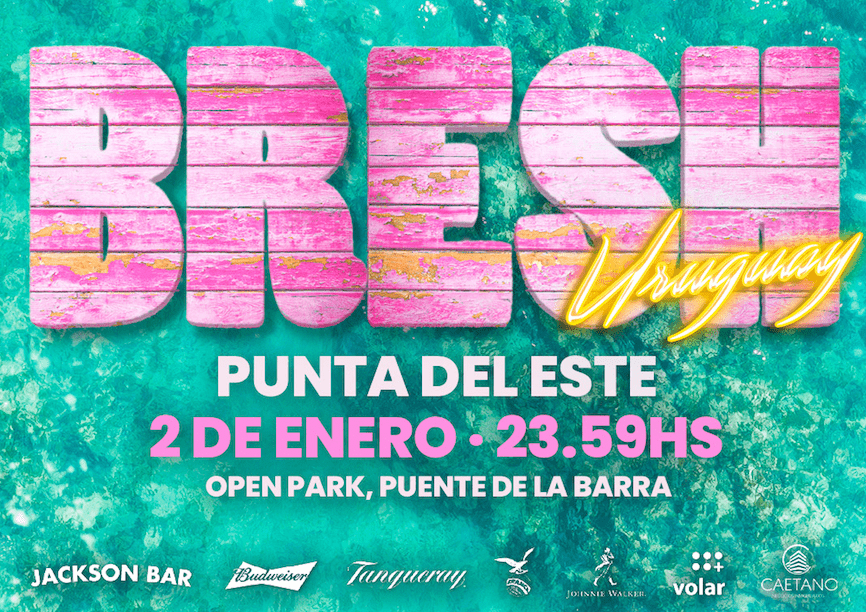 BRESH
Uruguay
PUNTA DEL ESTE
2 DE ENERO · 23.59HS
OPEN PARK, PUENTE DE LA BARRA
JACKSON BAR
Budweiser
Tanqueray
JOHNNIE WALKER
volar
CAETANO